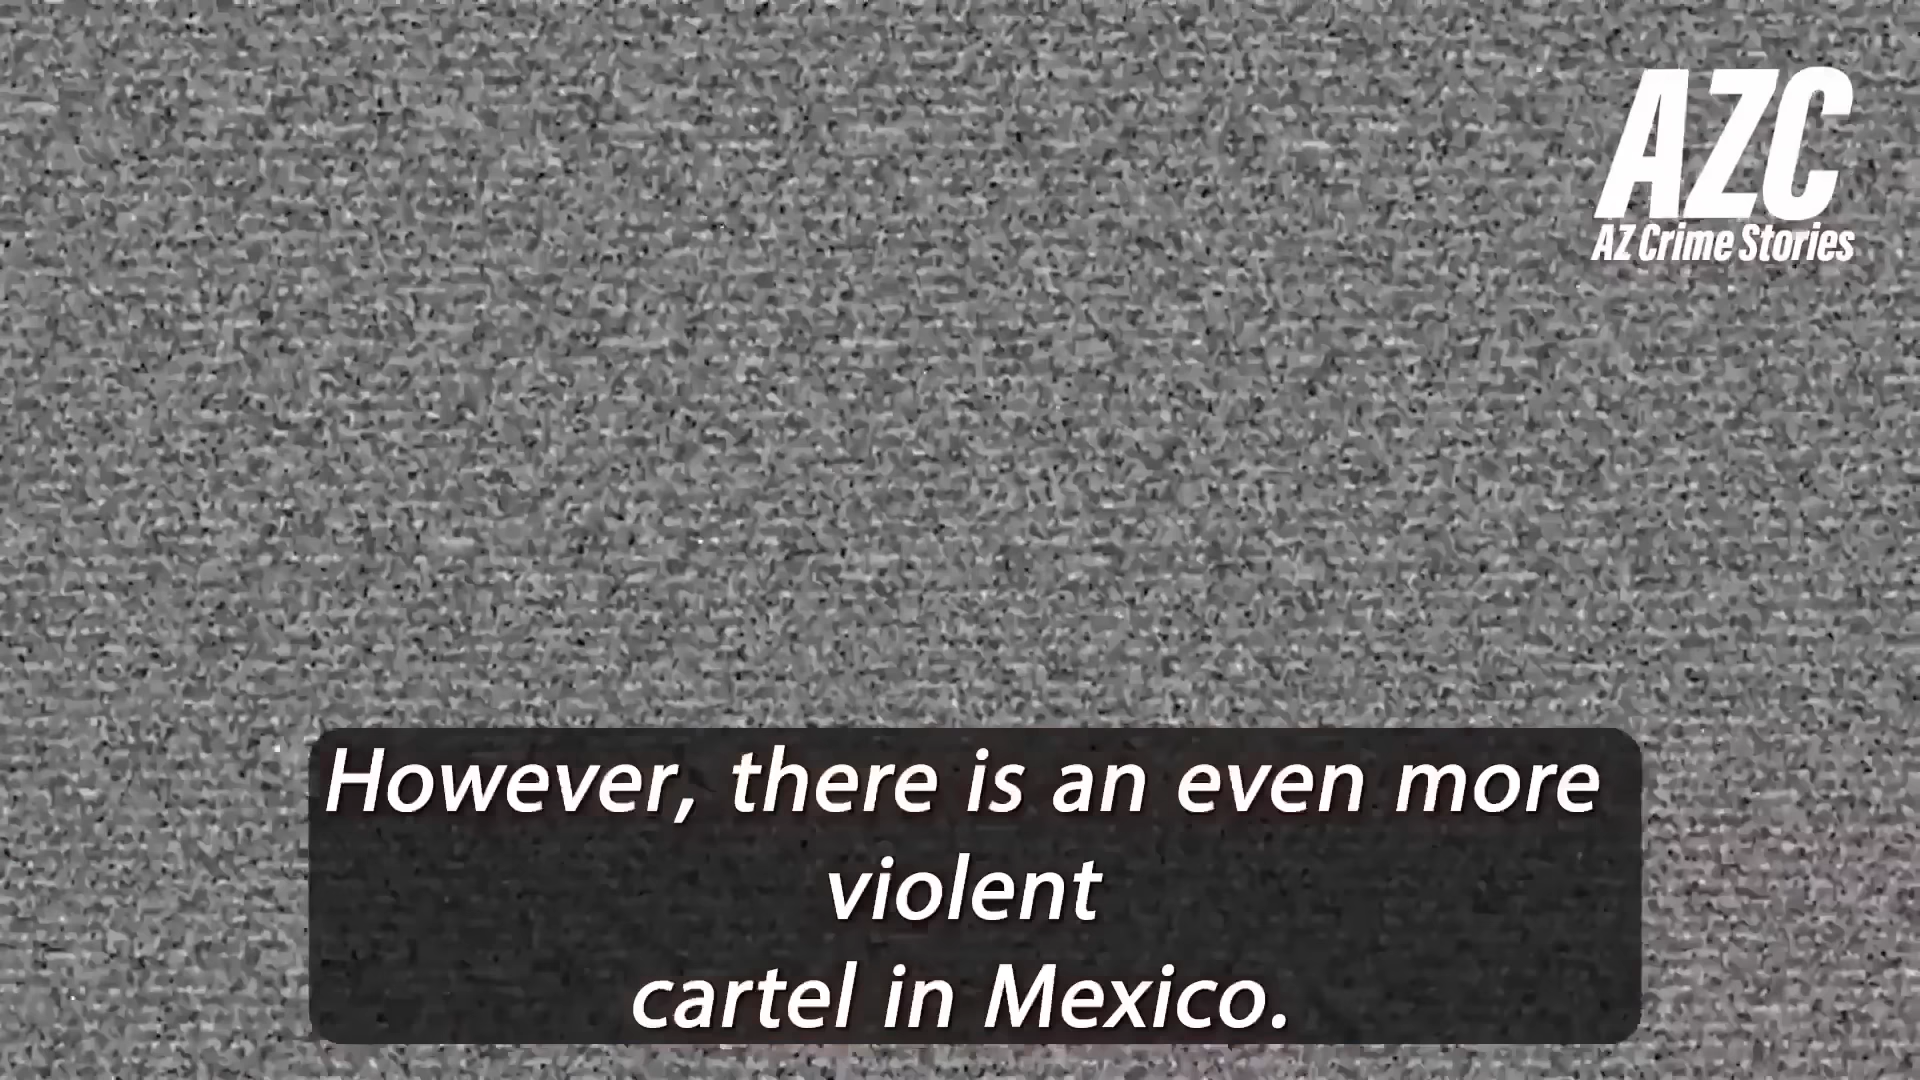 AZC
AZ Crime Stories
However, there is an even more
violent
cartel in Mexico.